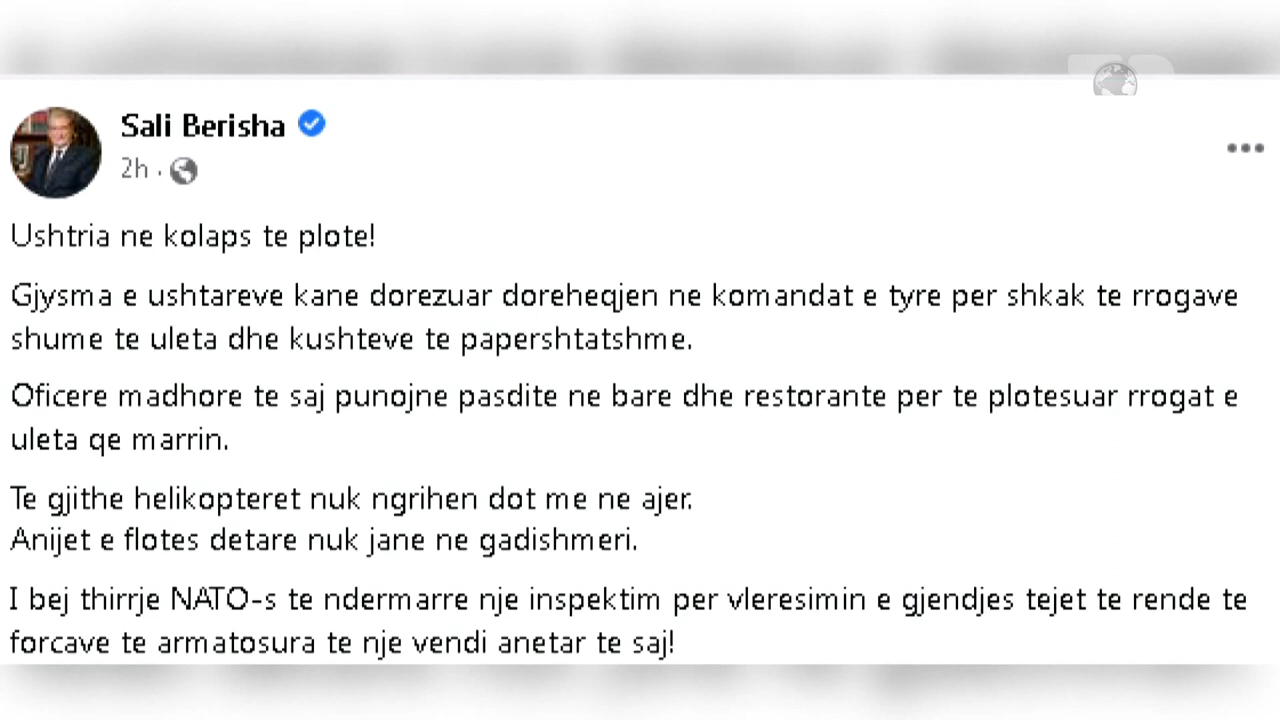 Sali Berisha
2h ·
Ushtria ne kolaps te plote!
Gjysma e ushtareve kane dorezuar doreheqjen ne komandat e tyre per shkak te rrogave
shume te uleta dhe kushteve te papershtatshme.
Oficere madhore te saj punojne pasdite ne bare dhe restorante per te plotesuar rrogat e
uleta qe marrin.
Te gjithe helikopteret nuk ngrihen dot me ne ajer.
Anijet e flotes detare nuk jane ne gadishmeri.
I bej thirrje NATO-s te ndermarre nje inspektim per vleresimin e gjendjes tejet te rende te
forcave te armatosura te nje vendi anetar te saj!